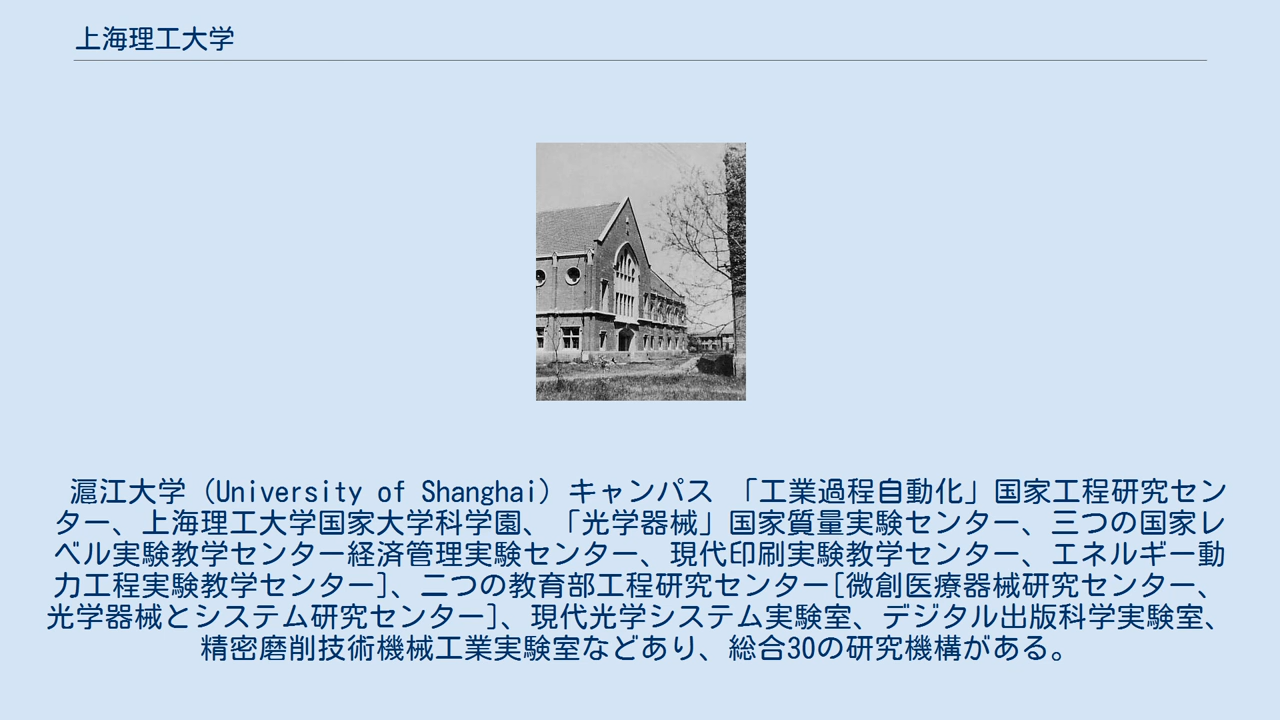 上海理工大学
滬江大学（University of Shanghai）キャンパス 「工業過程自動化」国家工程研究セン
ター、上海理工大学国家大学科学園、「光学器械」国家質量実験センター、三つの国家レ
ベル実験教学センター経済管理実験センター、現代印刷実験教学センター、エネルギー動
力工程実験教学センター]、二つの教育部工程研究センター[微創医療器械研究センター、
光学器械とシステム研究センター]、現代光学システム実験室、デジタル出版科学実験室、
精密磨削技術機械工業実験室などあり、総合30の研究機構がある。